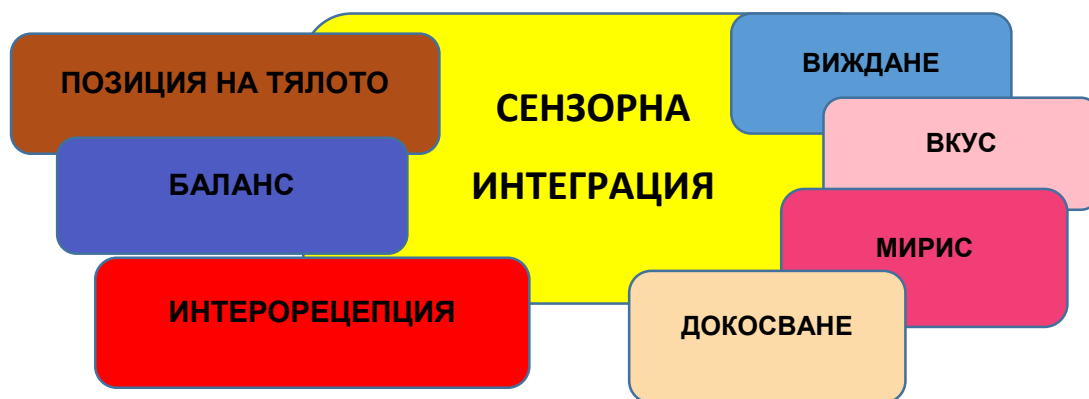 ПОЗИЦИЯ НА ТЯЛОТО
БАЛАНС
ИНТЕРОРЕЦЕПЦИЯ
СЕНЗОРНА
ИНТЕГРАЦИЯ
ВИЖДАНЕ
ВКУС
МИРИС
ДОКОСВАНЕ